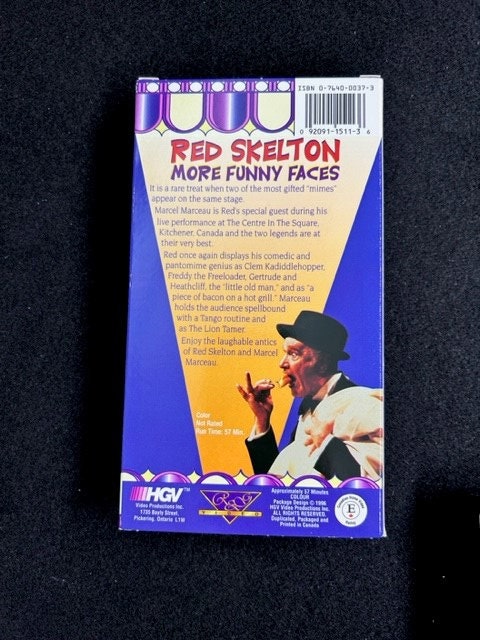 ISBN 0-7640-0037-3
0 92091-1511-3 6
RED SKELTON
MORE FUNNY FACES
It is a rare treat when two of the most gifted "mimes"
appear on the same stage.
Marcel Marceau is Red's special guest during his
live performance at The Centre In The Square,
Kitchener, Canada and the two legends are at
their very best.
Red once again displays his comedic and
pantomime genius as Clem Kadiddlehopper,
Freddy the Freeloader, Gertrude and
Heathcliff, the "little old man," and as "a
piece of bacon on a hot grill." Marceau
holds the audience spellbound
with a Tango routine and
as The Lion Tamer.
Enjoy the laughable antics
of Red Skelton and Marcel
Marceau.
Color
Not Rated
Run Time: 57 Min.
HGV™
Video Productions Inc.
1735 Bayly Street,
Pickering, Ontario L1W
VIDEO
Approximately 57 Minutes
COLOUR
Package Design © 1996
HGV Video Productions Inc.
ALL RIGHTS RESERVED.
Duplicated, Packaged and
Printed in Canada
E